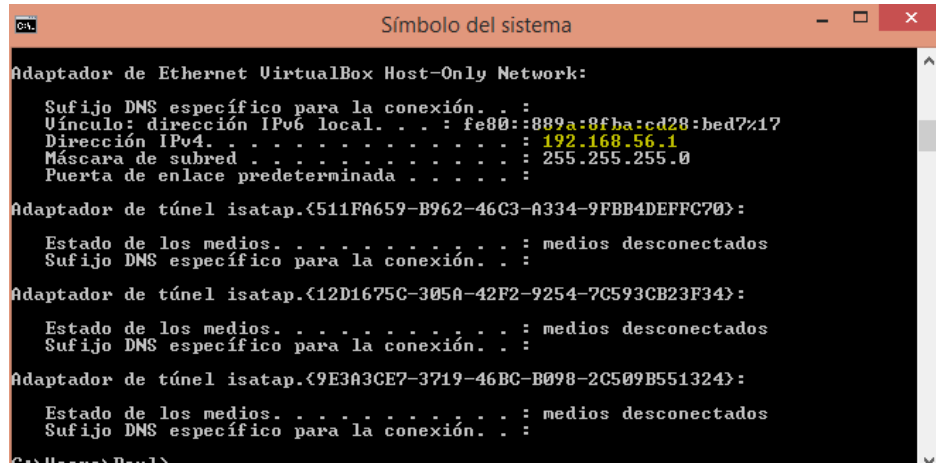 Símbolo del sistema
Adaptador de Ethernet VirtualBox Host-Only Network:
Sufijo DNS específico para la conexión. . :
Vínculo: dirección IPv6 local. . . : fe80::889a:8fba:cd28:bed7%17
Dirección IPv4. . . . . . . . . . . . . . : 192.168.56.1
Máscara de subred . . . . . . . . . . . . : 255.255.255.0
Puerta de enlace predeterminada . . . . . :
Adaptador de túnel isatap.{511FA659-B962-46C3-A334-9FBB4DEFFC70}:
Estado de los medios. . . . . . . . . . . : medios desconectados
Sufijo DNS específico para la conexión. . :
Adaptador de túnel isatap.{12D1675C-305A-42F2-9254-7C593CB23F34}:
Estado de los medios. . . . . . . . . . . : medios desconectados
Sufijo DNS específico para la conexión. . :
Adaptador de túnel isatap.{9E3A3CE7-3719-46BC-B098-2C509B551324}:
Estado de los medios. . . . . . . . . . . : medios desconectados
Sufijo DNS específico para la conexión. . :